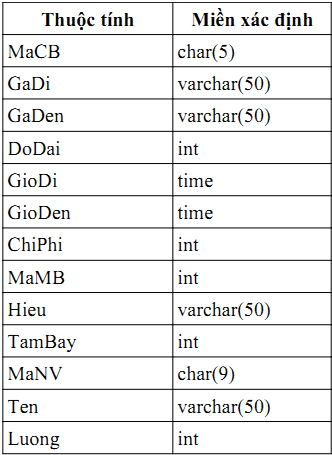 Thuộc tính Miền xác định
MaCB char(5)
GaDi varchar(50)
GaDen varchar(50)
DoDai int
GioDi time
GioDen time
ChiPhi int
MaMB int
Hieu varchar(50)
TamBay int
MaNV char(9)
Ten varchar(50)
Luong int